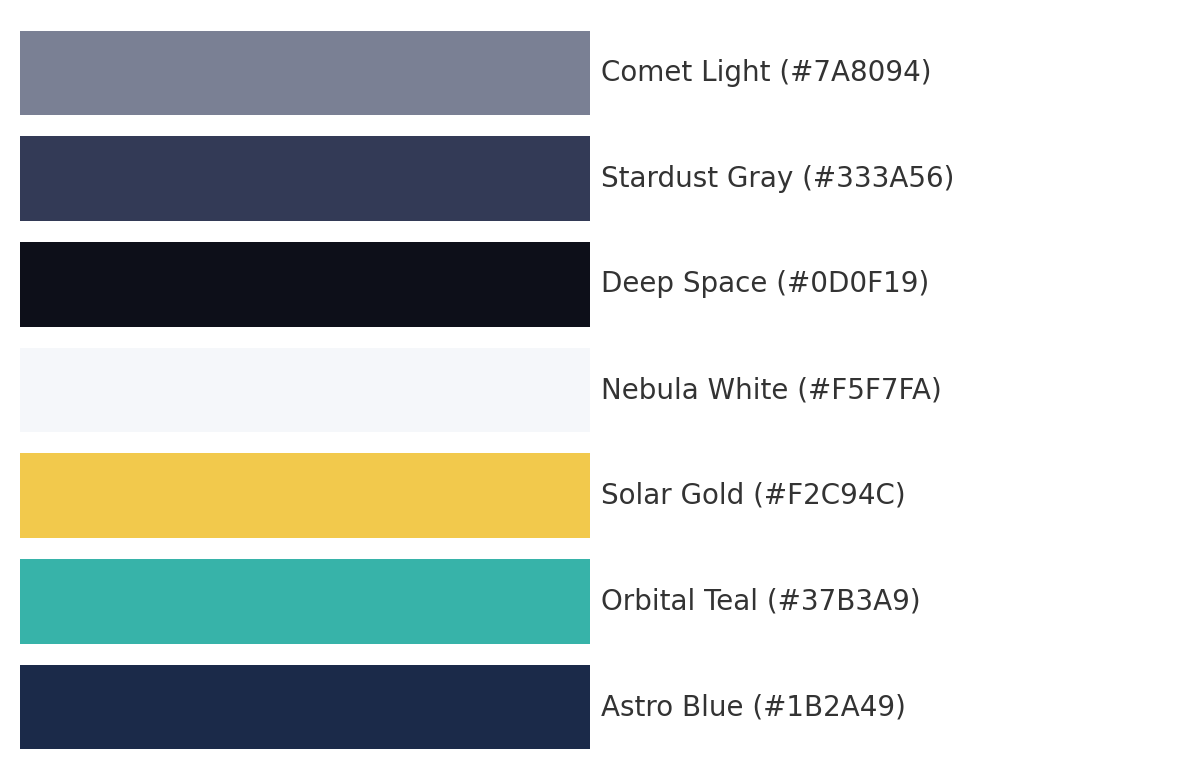 Comet Light (#7A8094)
Stardust Gray (#333A56)
Deep Space (#0D0F19)
Nebula White (#F5F7FA)
Solar Gold (#F2C94C)
Orbital Teal (#37B3A9)
Astro Blue (#1B2A49)